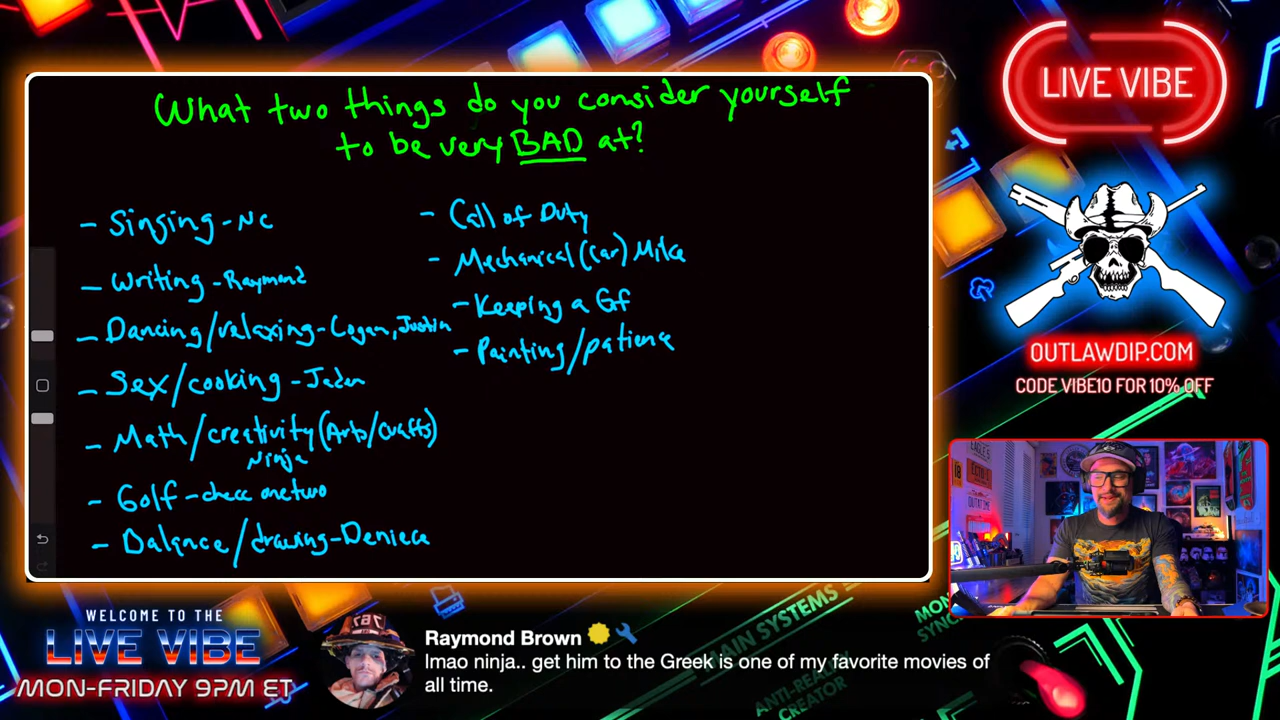 What two things do you consider yourself
to be very BAD at?
- Singing - NC
- Writing - Raymond
- Dancing/relaxing - Logan, Justin
- Sex/cooking - Jaden
- Math/creativity (Arts/crafts)
Ninja
- Golf - check one two
- Balance/drawing - Deniece
- Call of Duty
- Mechanical (car) Mike
- Keeping a Gf
- Painting/patience
LIVE VIBE
OUTLAWDIP.COM
CODE VIBE10 FOR 10% OFF
WELCOME TO THE
LIVE VIBE
MON-FRIDAY 9PM ET
Raymond Brown
lmao ninja.. get him to the Greek is one of my favorite movies of
all time.